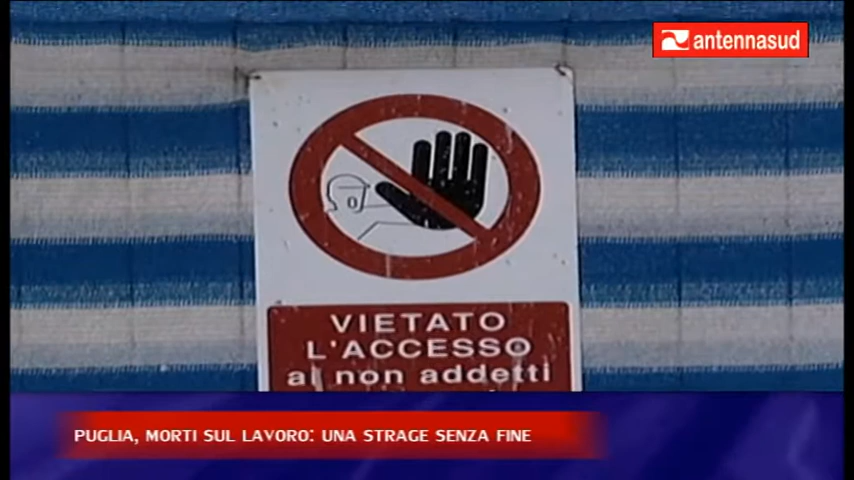 antennasud
VIETATO
L'ACCESSO
ai non addetti
PUGLIA, MORTI SUL LAVORO: UNA STRAGE SENZA FINE